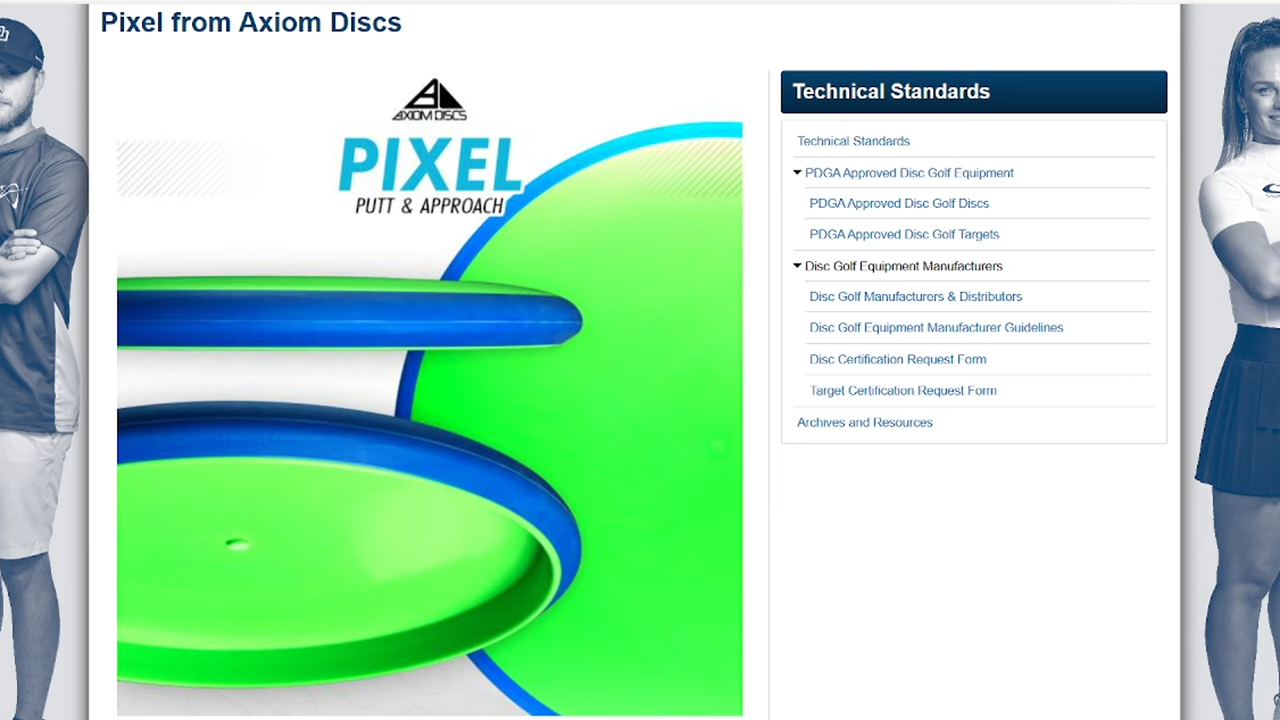 Pixel from Axiom Discs
AXIOM DISCS
PIXEL
PUTT & APPROACH
Technical Standards
Technical Standards
PDGA Approved Disc Golf Equipment
PDGA Approved Disc Golf Discs
PDGA Approved Disc Golf Targets
Disc Golf Equipment Manufacturers
Disc Golf Manufacturers & Distributors
Disc Golf Equipment Manufacturer Guidelines
Disc Certification Request Form
Target Certification Request Form
Archives and Resources